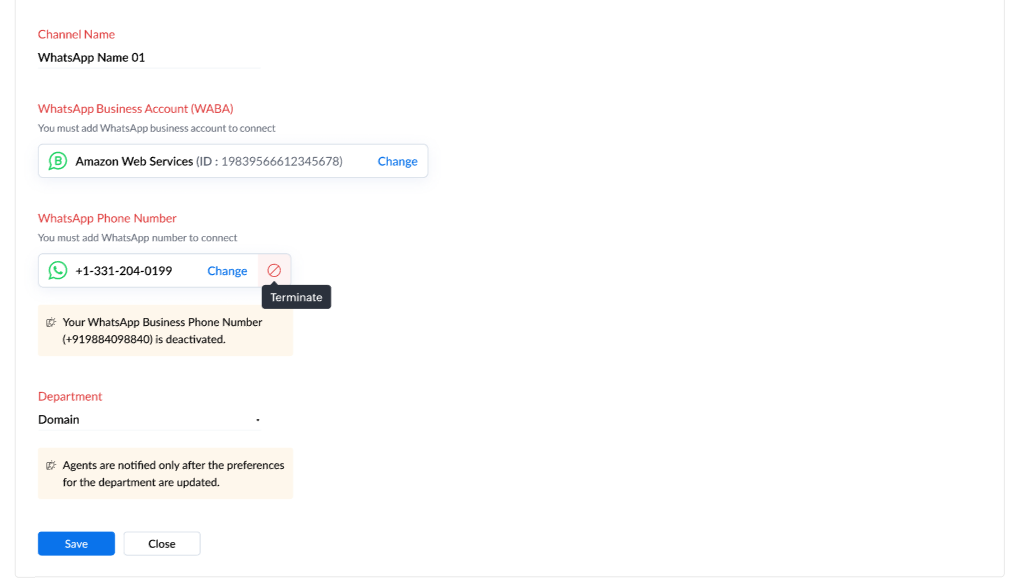 Channel Name
WhatsApp Name 01
WhatsApp Business Account (WABA)
You must add WhatsApp business account to connect
Amazon Web Services (ID : 19839566612345678) Change
WhatsApp Phone Number
You must add WhatsApp number to connect
+1-331-204-0199 Change
Terminate
Your WhatsApp Business Phone Number
(+919884098840) is deactivated.
Department
Domain
Agents are notified only after the preferences
for the department are updated.
Save Close